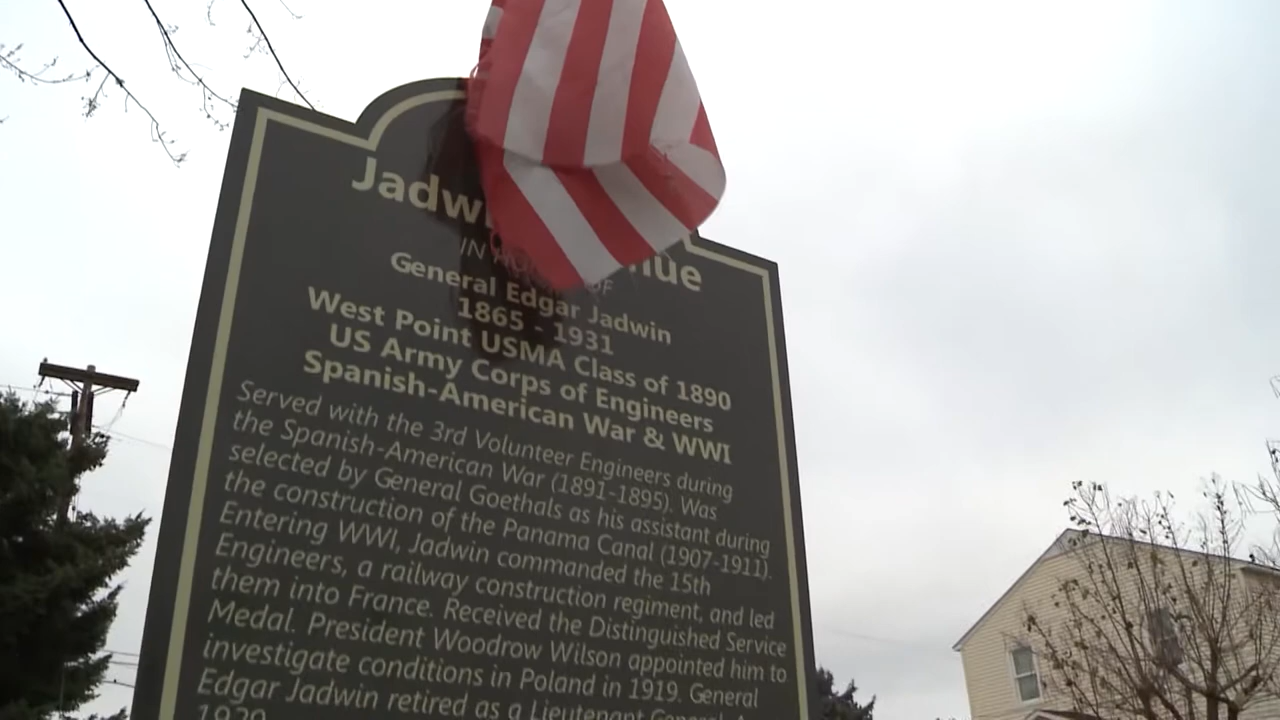 Jadw nue
IN HO OF
General Edgar Jadwin
1865 - 1931
West Point USMA Class of 1890
US Army Corps of Engineers
Spanish-American War & WWI
Served with the 3rd Volunteer Engineers during
the Spanish-American War (1891-1895). Was
selected by General Goethals as his assistant during
the construction of the Panama Canal (1907-1911).
Entering WWI, Jadwin commanded the 15th
Engineers, a railway construction regiment, and led
them into France. Received the Distinguished Service
Medal. President Woodrow Wilson appointed him to
investigate conditions in Poland in 1919. General
Edgar Jadwin retired as a Lieutenant General